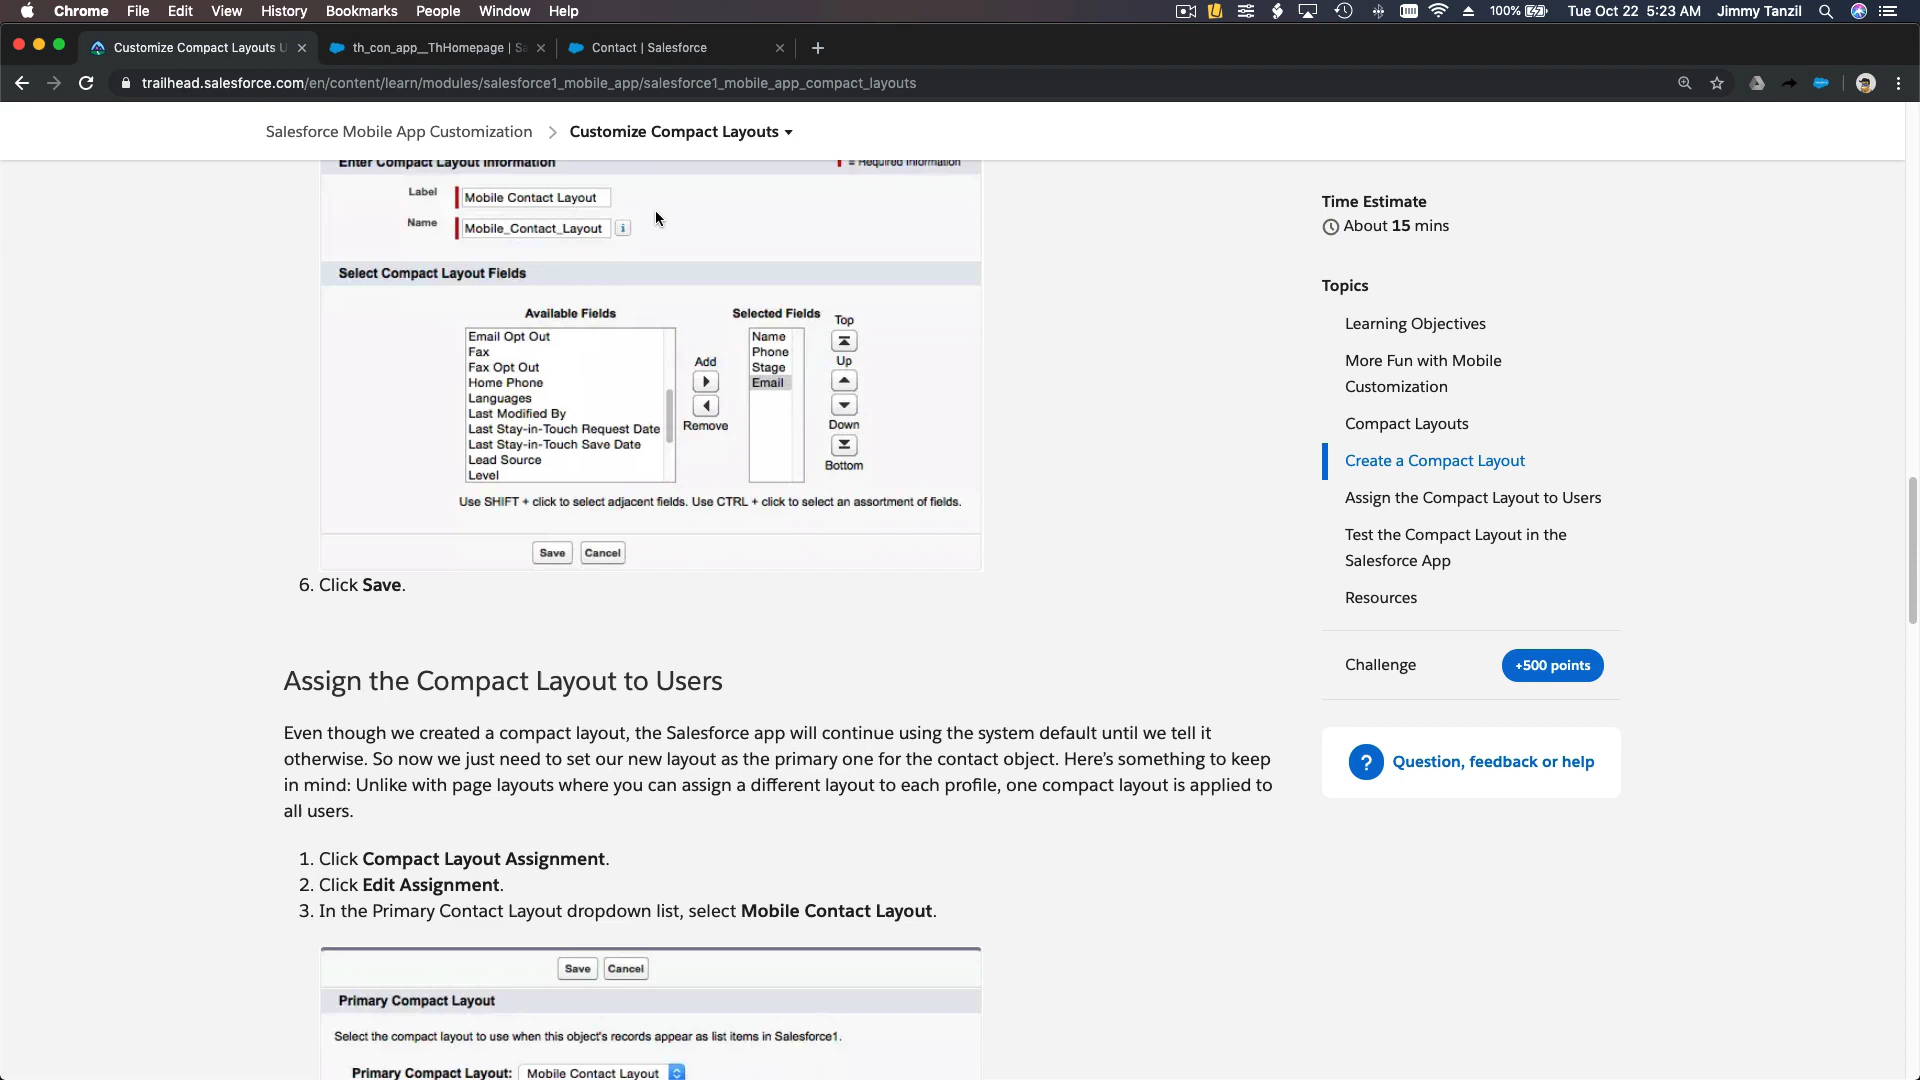 Chrome File Edit View History Bookmarks People Window Help 100% Tue Oct 22 5:23 AM Jimmy Tanzil
Customize Compact Layouts U th_con_app__ThHomepage | Sa Contact | Salesforce
trailhead.salesforce.com/en/content/learn/modules/salesforce1_mobile_app/salesforce1_mobile_app_compact_layouts
Salesforce Mobile App Customization > Customize Compact Layouts
Enter Compact Layout Information = Required Information
Label Mobile Contact Layout
Name Mobile_Contact_Layout i
Select Compact Layout Fields
Available Fields
Email Opt Out
Fax
Fax Opt Out
Home Phone
Languages
Last Modified By
Last Stay-in-Touch Request Date
Last Stay-in-Touch Save Date
Lead Source
Level
Add
Remove
Selected Fields
Name
Phone
Stage
Email
Top
Up
Down
Bottom
Use SHIFT + click to select adjacent fields. Use CTRL + click to select an assortment of fields.
Save Cancel
6. Click Save.
Assign the Compact Layout to Users
Even though we created a compact layout, the Salesforce app will continue using the system default until we tell it
otherwise. So now we just need to set our new layout as the primary one for the contact object. Here’s something to keep
in mind: Unlike with page layouts where you can assign a different layout to each profile, one compact layout is applied to
all users.
1. Click Compact Layout Assignment.
2. Click Edit Assignment.
3. In the Primary Contact Layout dropdown list, select Mobile Contact Layout.
Save Cancel
Primary Compact Layout
Select the compact layout to use when this object's records appear as list items in Salesforce1.
Primary Compact Layout: Mobile Contact Layout
Time Estimate
About 15 mins
Topics
Learning Objectives
More Fun with Mobile
Customization
Compact Layouts
Create a Compact Layout
Assign the Compact Layout to Users
Test the Compact Layout in the
Salesforce App
Resources
Challenge +500 points
? Question, feedback or help